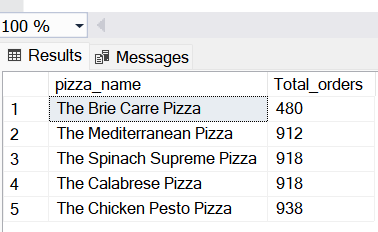 100 %
Results Messages
pizza_name Total_orders
1 The Brie Carre Pizza 480
2 The Mediterranean Pizza 912
3 The Spinach Supreme Pizza 918
4 The Calabrese Pizza 918
5 The Chicken Pesto Pizza 938